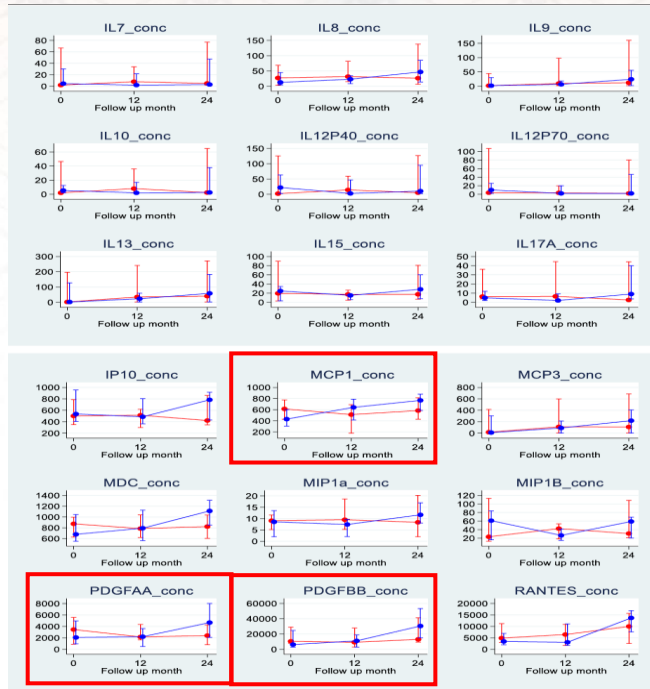 IL7_conc IL8_conc IL9_conc
80 60 40 20 0 150 100 50 0 150 100 50 0
0 12 24 0 12 24 0 12 24
Follow up month Follow up month Follow up month
IL10_conc IL12P40_conc IL12P70_conc
60 40 20 0 150 100 50 0 100 80 60 40 20 0
0 12 24 0 12 24 0 12 24
Follow up month Follow up month Follow up month
IL13_conc IL15_conc IL17A_conc
300 200 100 0 100 80 60 40 20 0 50 40 30 20 10 0
0 12 24 0 12 24 0 12 24
Follow up month Follow up month Follow up month
IP10_conc MCP1_conc MCP3_conc
1000 800 600 400 200 1000 800 600 400 200 800 600 400 200 0
0 12 24 0 12 24 0 12 24
Follow up month Follow up month Follow up month
MDC_conc MIP1a_conc MIP1B_conc
1400 1200 1000 800 600 20 15 10 5 0 120 100 80 60 40 20
0 12 24 0 12 24 0 12 24
Follow up month Follow up month Follow up month
PDGFAA_conc PDGFBB_conc RANTES_conc
8000 6000 4000 2000 0 60000 40000 20000 0 20000 15000 10000 5000 0
0 12 24 0 12 24 0 12 24
Follow up month Follow up month Follow up month